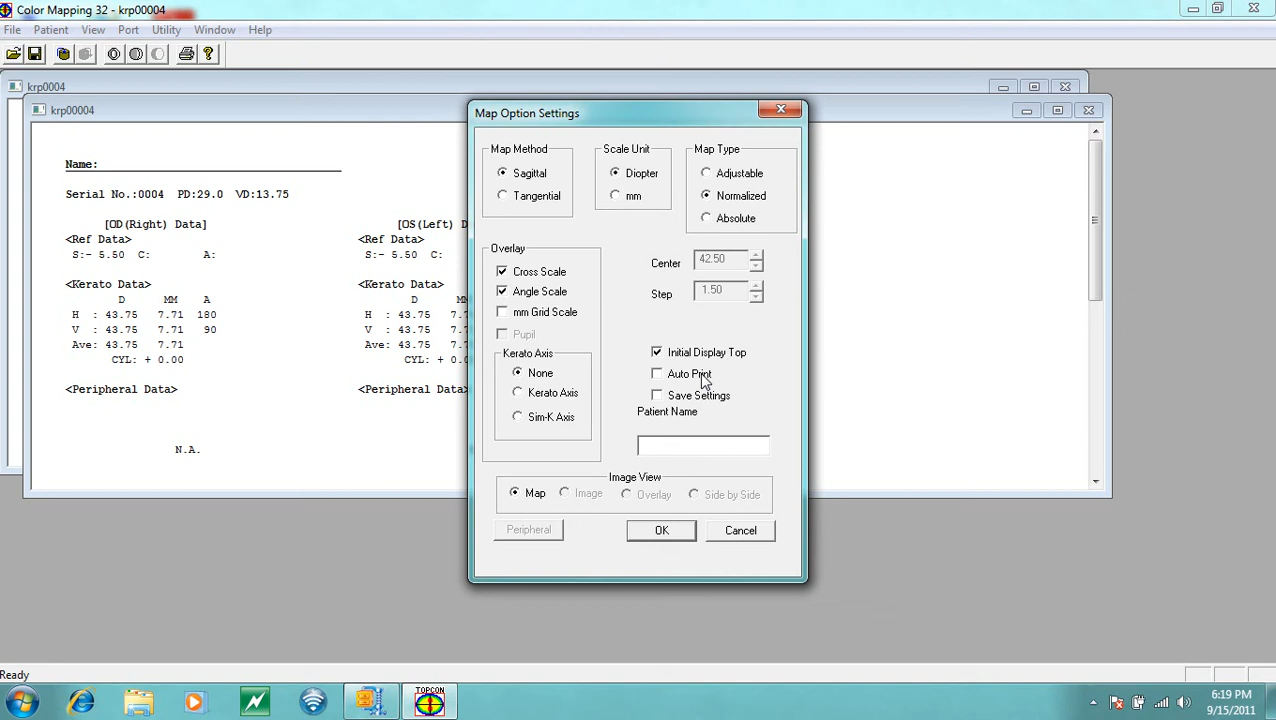 Color Mapping 32 - krp00004
File Patient View Port Utility Window Help
krp0004
krp00004
Name:
Serial No.:0004 PD:29.0 VD:13.75
[OD(Right) Data] [OS(Left) D
<Ref Data> <Ref Data>
S:- 5.50 C: A: S:- 5.50 C:
<Kerato Data> <Kerato Data>
D MM A D MM
H : 43.75 7.71 180 H : 43.75 7.71
V : 43.75 7.71 90 V : 43.75 7.71
Ave: 43.75 7.71 Ave: 43.75 7.71
CYL: + 0.00 CYL: + 0.00
<Peripheral Data> <Peripheral Data>
N.A.
Map Option Settings
Map Method
Sagittal
Tangential
Scale Unit
Diopter
mm
Map Type
Adjustable
Normalized
Absolute
Overlay
Cross Scale
Angle Scale
mm Grid Scale
Pupil
Kerato Axis
None
Kerato Axis
Sim-K Axis
Center 42.50
Step 1.50
Initial Display Top
Auto Print
Save Settings
Patient Name
Image View
Map Image Overlay Side by Side
Peripheral OK Cancel
Ready
TOPCON
6:19 PM
9/15/2011